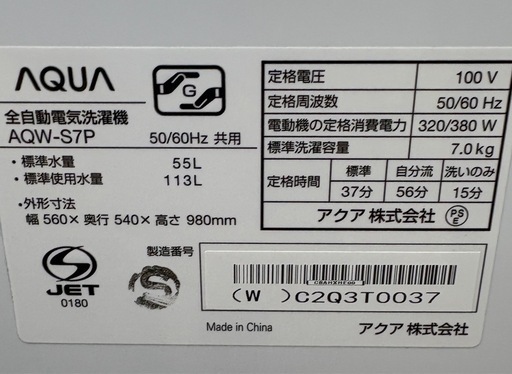 AQUA
G
全自動電気洗濯機
AQW-S7P 50/60Hz 共用
・標準水量 55L
・標準使用水量 113L
・外形寸法
幅 560×奥行 540×高さ 980mm
定格電圧 100 V
定格周波数 50/60 Hz
電動機の定格消費電力 320/380 W
標準洗濯容量 7.0 kg
定格時間 標準 自分流 洗いのみ
37分 56分 15分
アクア 株式会社 PSE
S
JET
0180
製造番号
(W )C2Q3T0037
Made in China アクア 株式会社